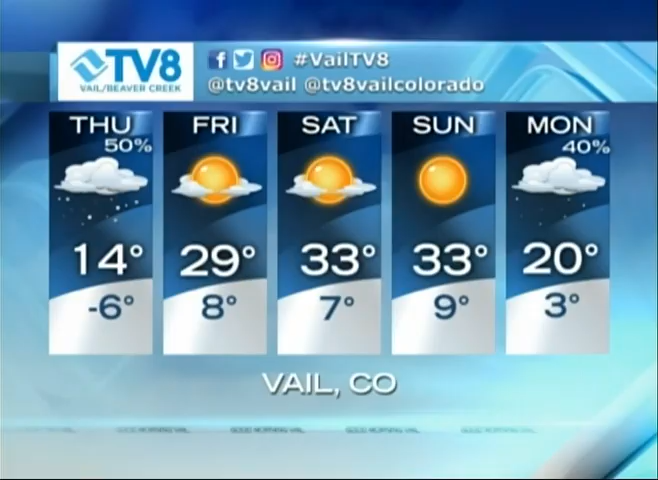 TV8
VAIL/BEAVER CREEK
#VailTV8
@tv8vail @tv8vailcolorado
THU
50%
14°
-6°
FRI
29°
8°
SAT
33°
7°
SUN
33°
9°
MON
40%
20°
3°
VAIL, CO